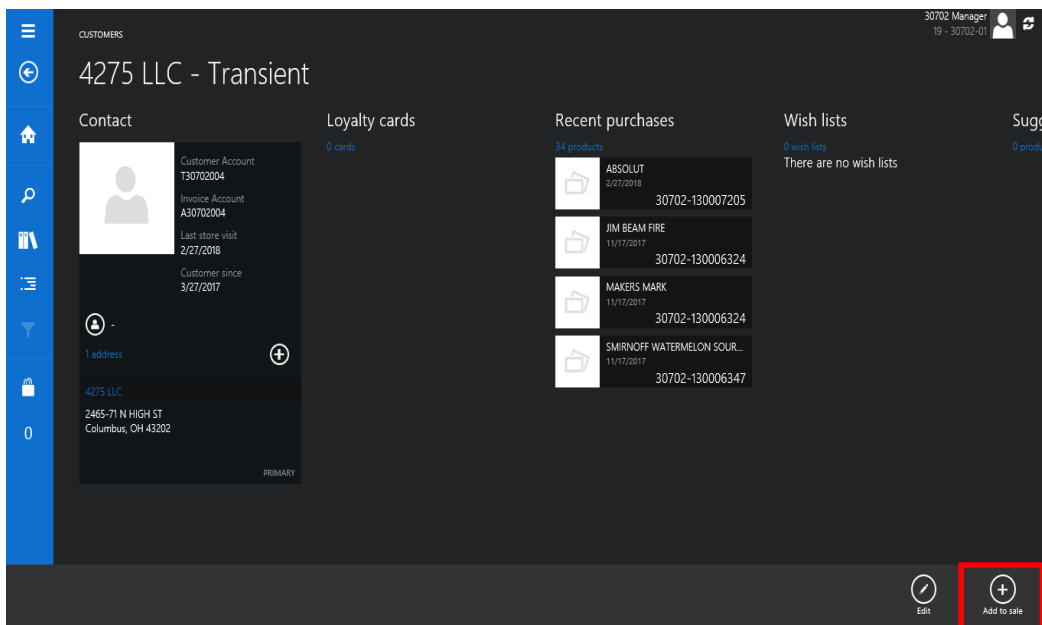 30702 Manager
19 - 30702-01
CUSTOMERS
4275 LLC - Transient
Contact
Customer Account
T30702004
Invoice Account
A30702004
Last store visit
2/27/2018
Customer since
3/27/2017
-
1 address
4275 LLC
2465-71 N HIGH ST
Columbus, OH 43202
PRIMARY
Loyalty cards
0 cards
Recent purchases
34 products
ABSOLUT
2/27/2018
30702-130007205
JIM BEAM FIRE
11/17/2017
30702-130006324
MAKERS MARK
11/17/2017
30702-130006324
SMIRNOFF WATERMELON SOUR...
11/17/2017
30702-130006347
Wish lists
0 wish lists
There are no wish lists
Sugg
0 produ
0
Edit
Add to sale